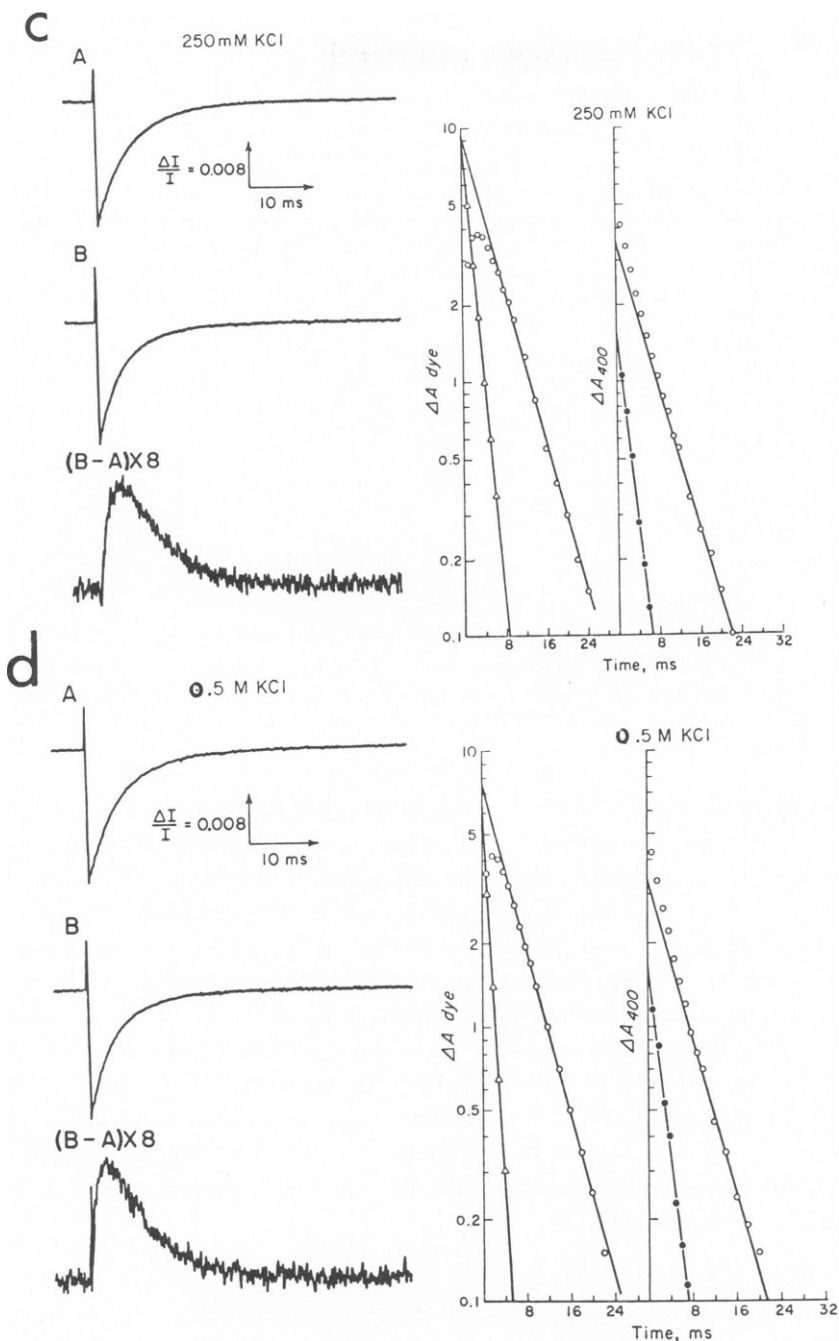 C
250 mM KCl
A
ΔI
I
= 0.008
10 ms
B
(B-A)X8
10
5
2
1
0.5
0.2
0.1
ΔA dye
8 16 24
250 mM KCl
ΔA400
8 16 24 32
Time, ms
d
0.5 M KCl
A
ΔI
I
= 0.008
10 ms
B
(B-A)X8
10
5
2
1
0.5
0.2
0.1
ΔA dye
8 16 24
0.5 M KCl
ΔA400
8 16 24 32
Time, ms